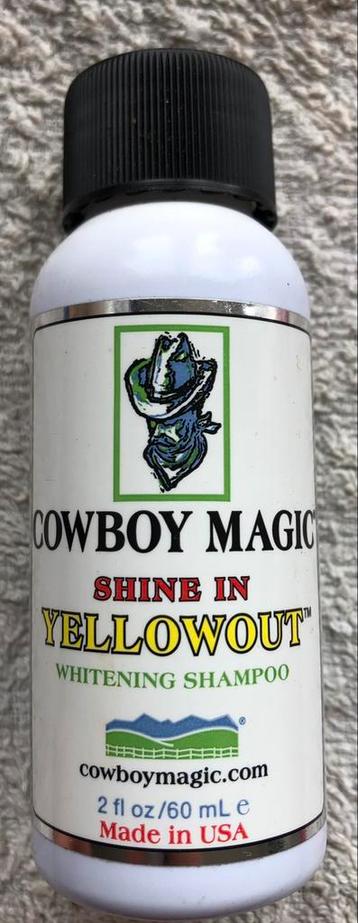 COWBOY MAGIC
SHINE IN
YELLOWOUT™
WHITENING SHAMPOO
®
cowboymagic.com
2 fl oz/60 mL e
Made in USA